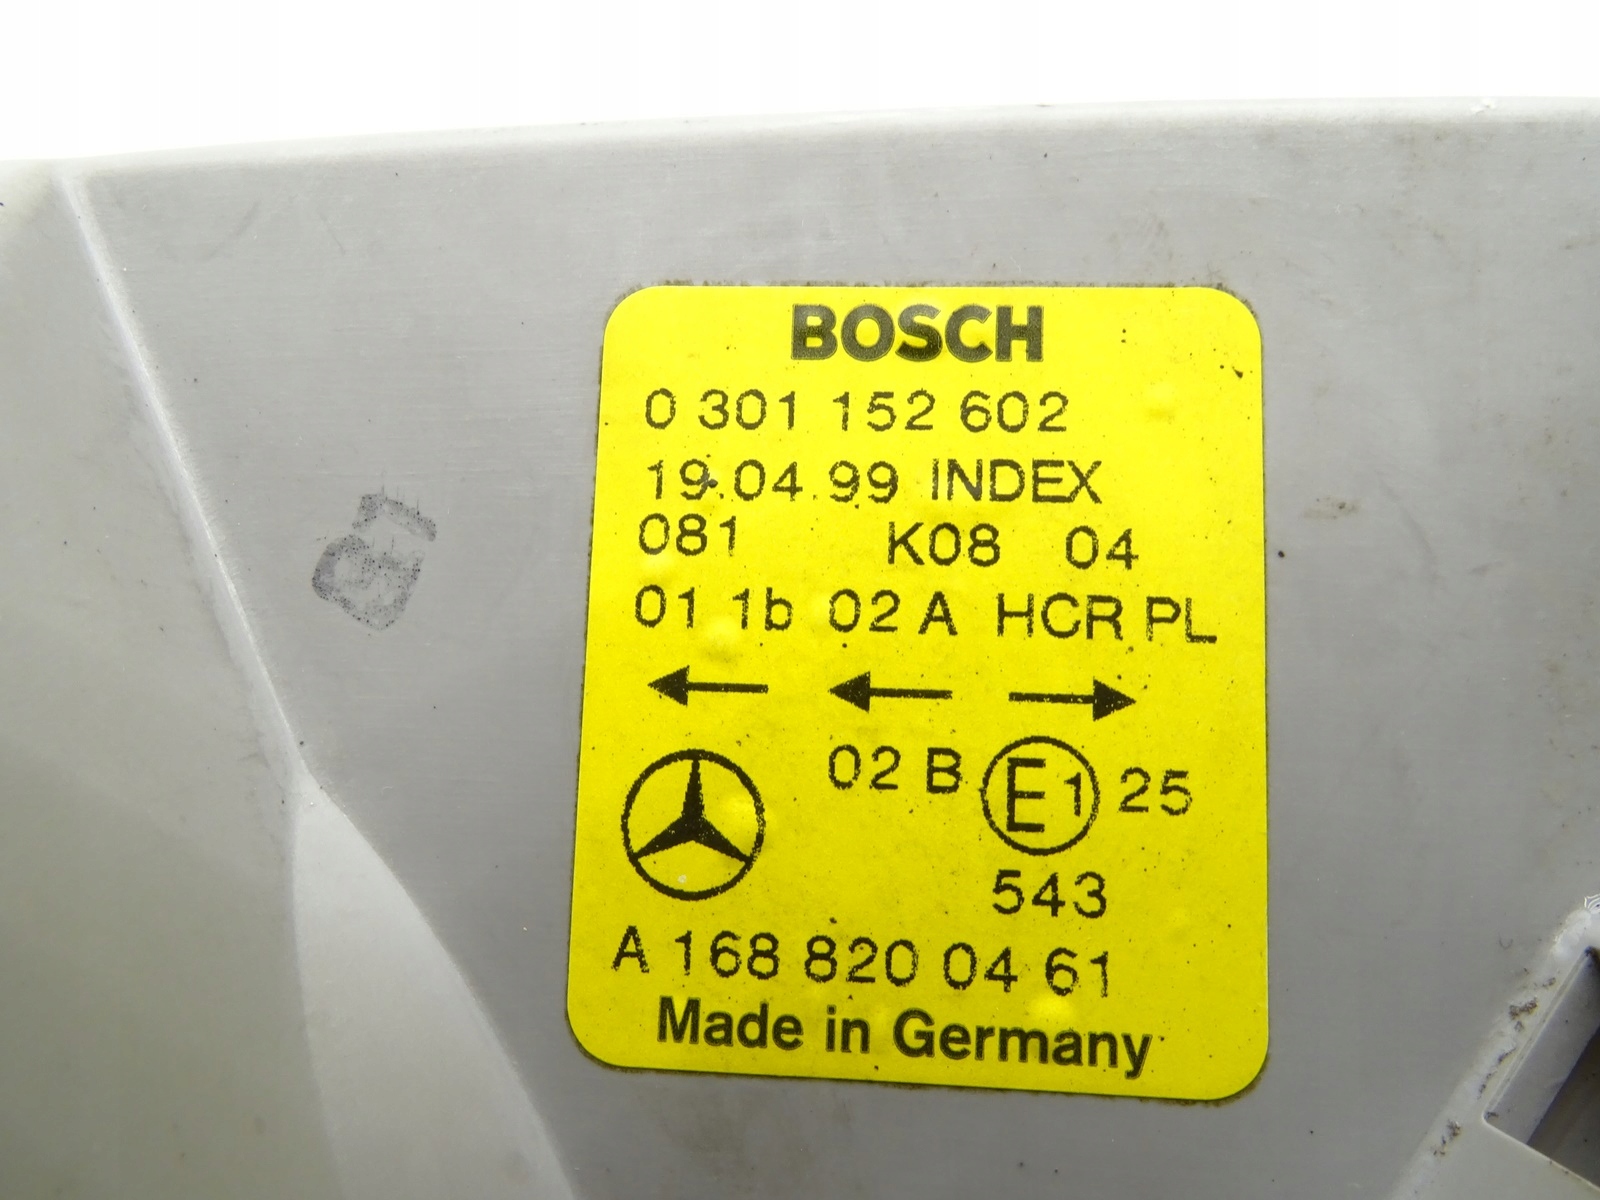 BOSCH
0 301 152 602
19.04.99 INDEX
081 K08 04
01 1b 02 A HCR PL
02 B E1 25
543
A 168 820 04 61
Made in Germany